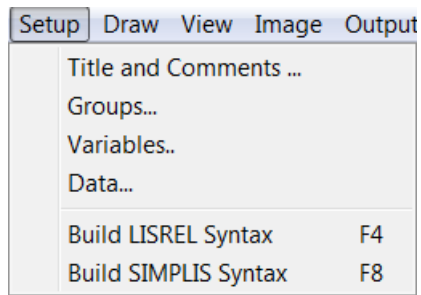 Setup Draw View Image Output
Title and Comments ...
Groups...
Variables..
Data...
Build LISREL Syntax F4
Build SIMPLIS Syntax F8